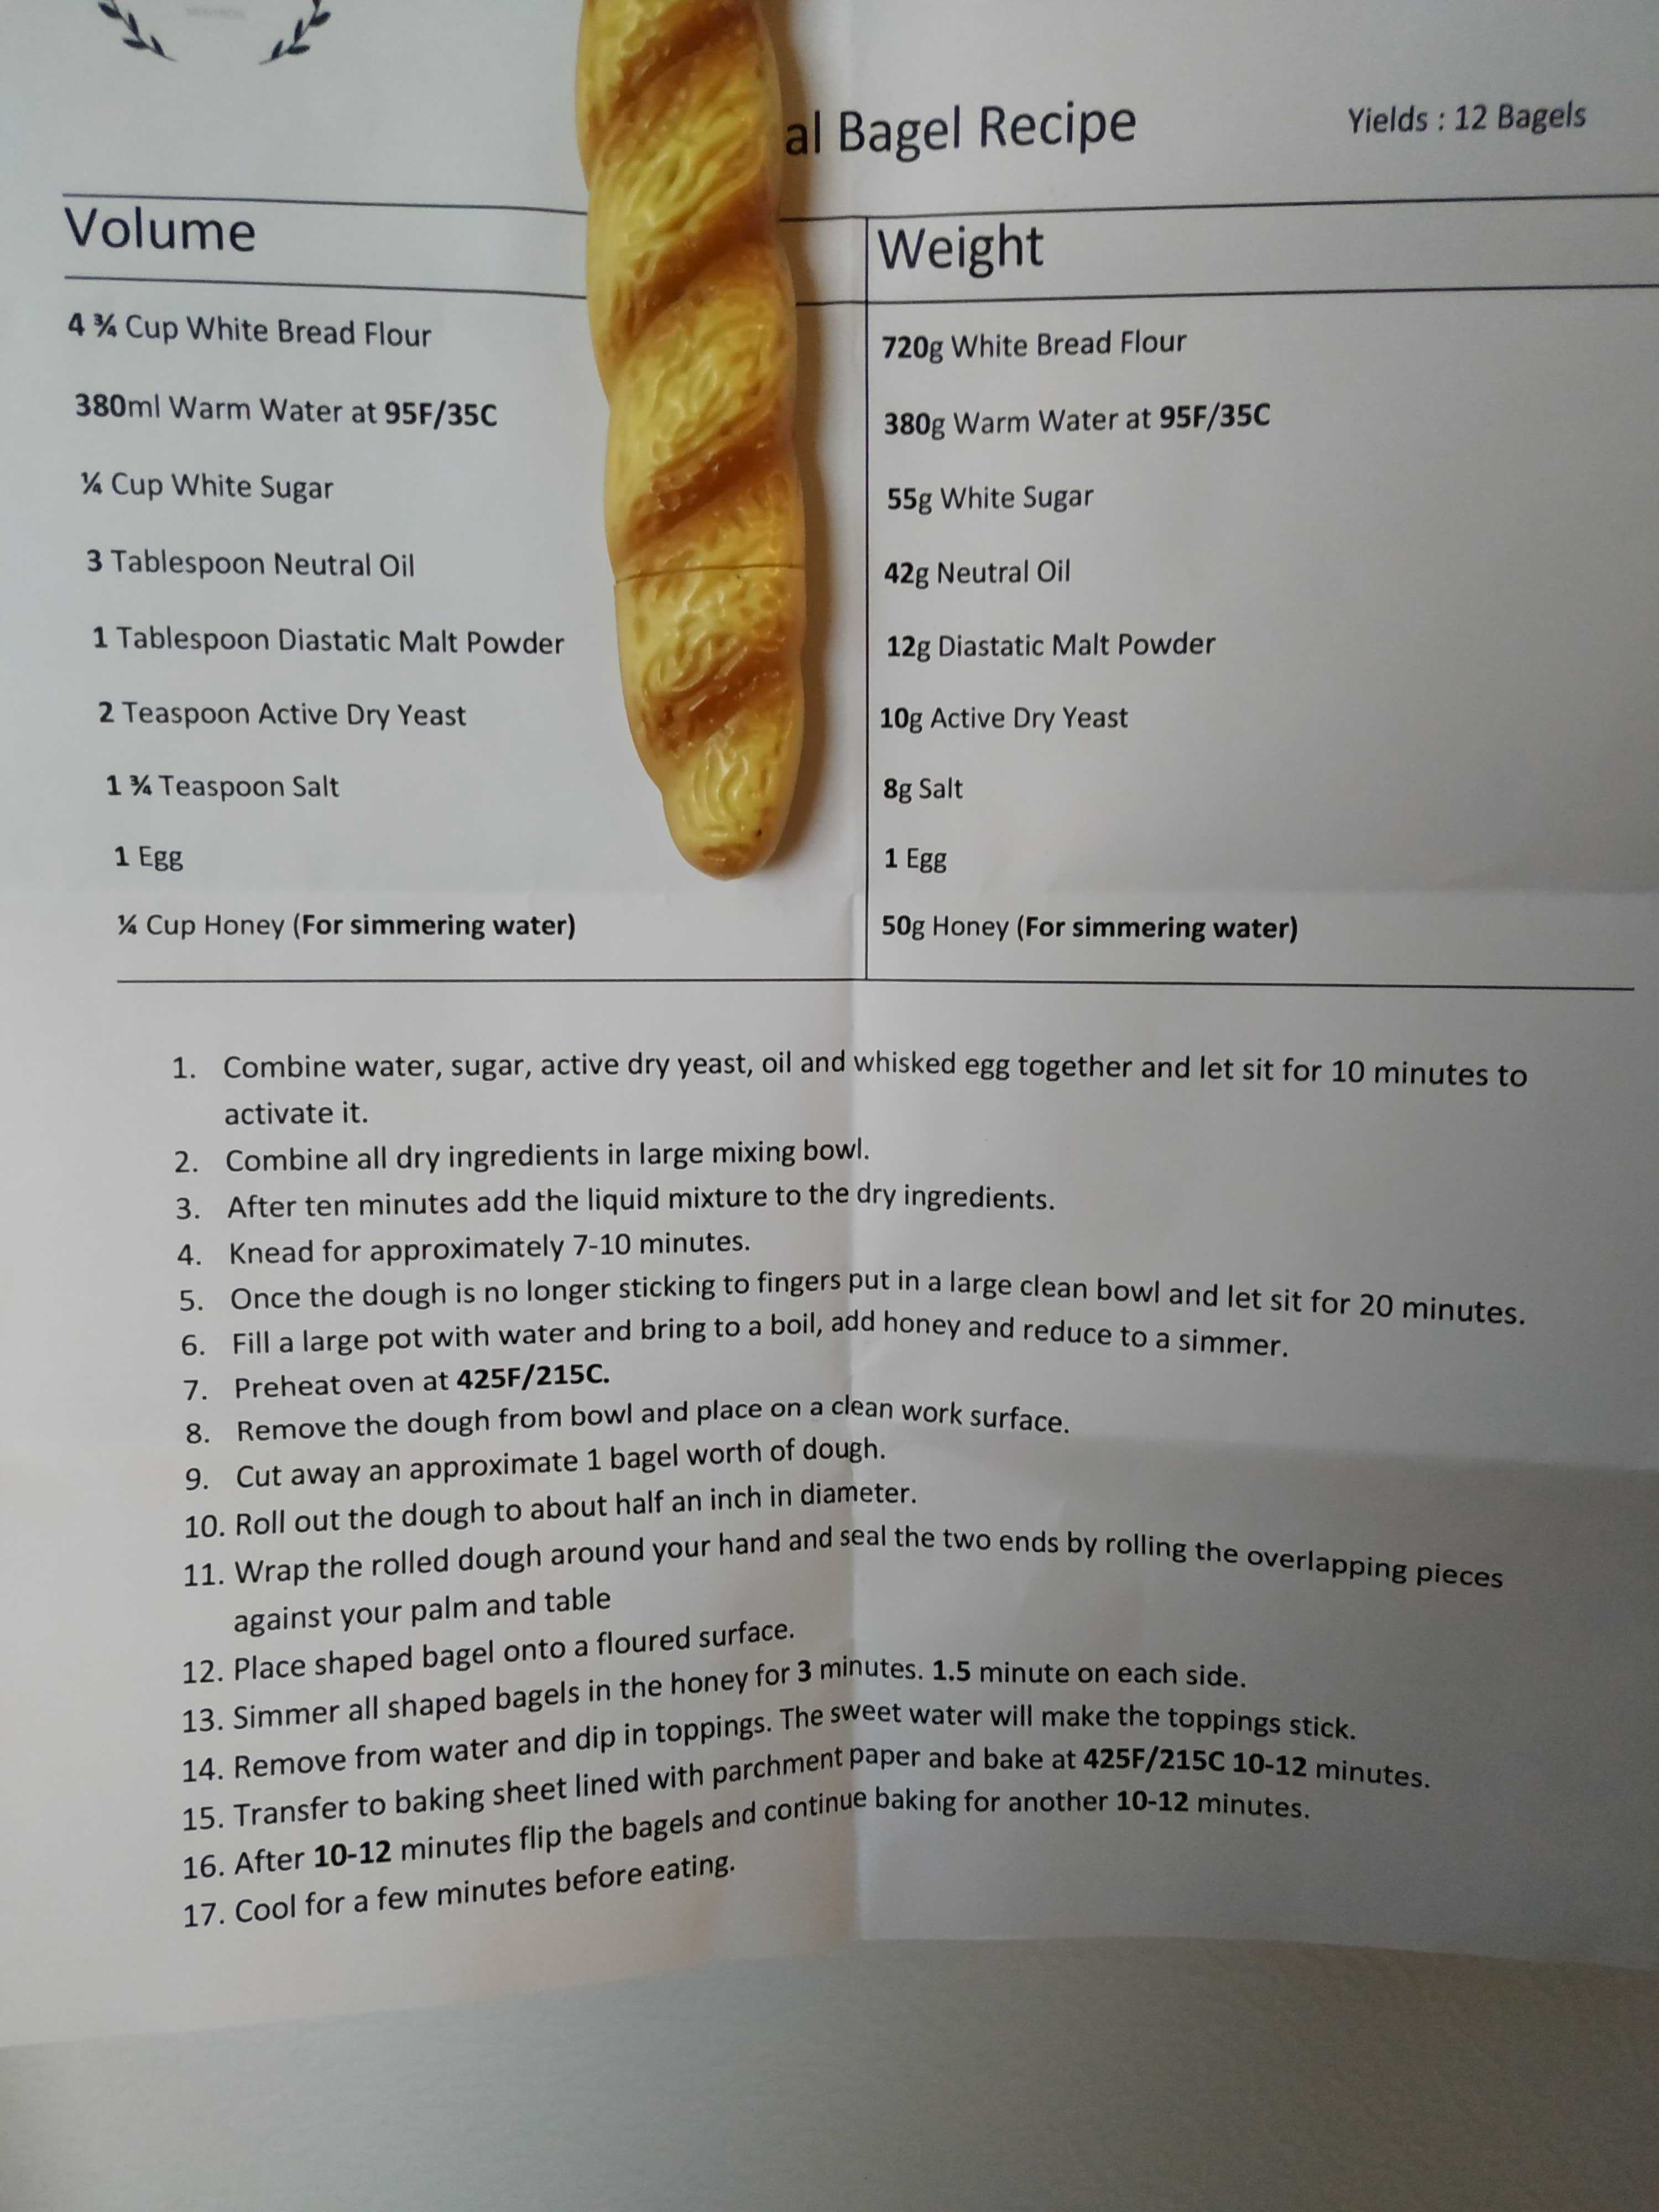 al Bagel Recipe
Yields : 12 Bagels
Volume
Weight
4 ¾ Cup White Bread Flour
720g White Bread Flour
380ml Warm Water at 95F/35C
380g Warm Water at 95F/35C
¼ Cup White Sugar
55g White Sugar
3 Tablespoon Neutral Oil
42g Neutral Oil
1 Tablespoon Diastatic Malt Powder
12g Diastatic Malt Powder
2 Teaspoon Active Dry Yeast
10g Active Dry Yeast
1 ¾ Teaspoon Salt
8g Salt
1 Egg
1 Egg
¼ Cup Honey (For simmering water)
50g Honey (For simmering water)
1. Combine water, sugar, active dry yeast, oil and whisked egg together and let sit for 10 minutes to
activate it.
2. Combine all dry ingredients in large mixing bowl.
3. After ten minutes add the liquid mixture to the dry ingredients.
4. Knead for approximately 7-10 minutes.
5. Once the dough is no longer sticking to fingers put in a large clean bowl and let sit for 20 minutes.
6. Fill a large pot with water and bring to a boil, add honey and reduce to a simmer.
7. Preheat oven at 425F/215C.
8. Remove the dough from bowl and place on a clean work surface.
9. Cut away an approximate 1 bagel worth of dough.
10. Roll out the dough to about half an inch in diameter.
11. Wrap the rolled dough around your hand and seal the two ends by rolling the overlapping pieces
against your palm and table
12. Place shaped bagel onto a floured surface.
13. Simmer all shaped bagels in the honey for 3 minutes. 1.5 minute on each side.
14. Remove from water and dip in toppings. The sweet water will make the toppings stick.
15. Transfer to baking sheet lined with parchment paper and bake at 425F/215C 10-12 minutes.
16. After 10-12 minutes flip the bagels and continue baking for another 10-12 minutes.
17. Cool for a few minutes before eating.